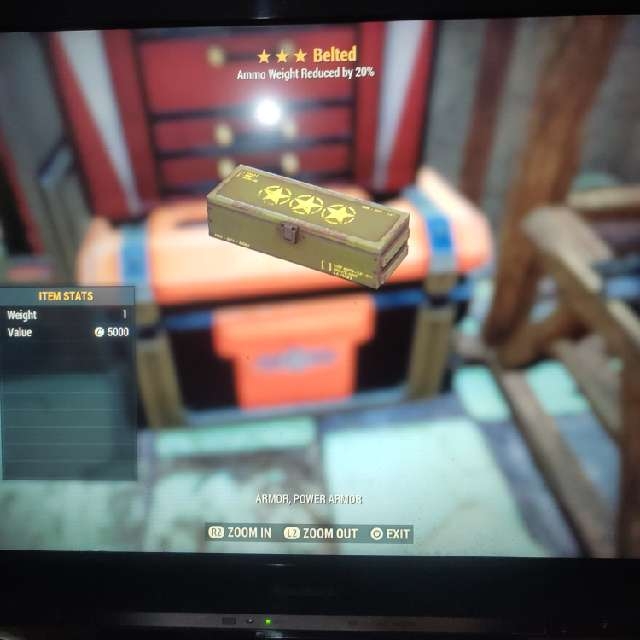 ★ ★ ★ Belted
Ammo Weight Reduced by 20%
ITEM STATS
Weight 1
Value 5000
ARMOR, POWER ARMOR
R2 ZOOM IN L2 ZOOM OUT EXIT